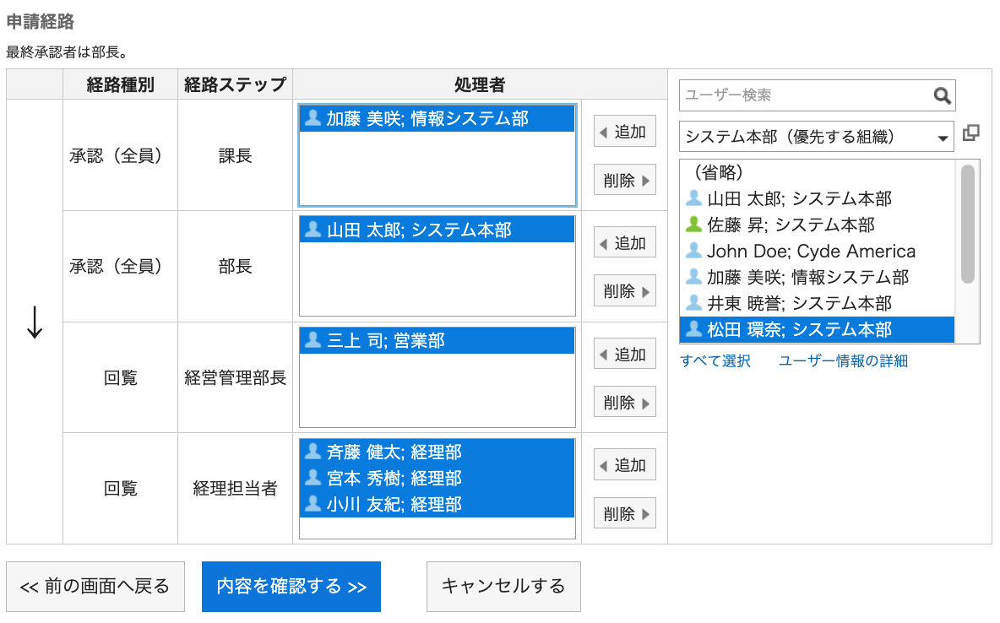 申請経路
最終承認者は部長。
経路種別 経路ステップ 処理者
承認（全員） 課長 加藤 美咲; 情報システム部 追加 削除
承認（全員） 部長 山田 太郎; システム本部 追加 削除
↓
回覧 経営管理部長 三上 司; 営業部 追加 削除
回覧 経理担当者 斉藤 健太; 経理部
宮本 秀樹; 経理部
小川 友紀; 経理部
追加
削除
ユーザー検索
システム本部（優先する組織）
（省略）
山田 太郎; システム本部
佐藤 昇; システム本部
John Doe; Cyde America
加藤 美咲; 情報システム部
井東 暁誉; システム本部
松田 環奈; システム本部
すべて選択 ユーザー情報の詳細
<< 前の画面へ戻る 内容を確認する >> キャンセルする